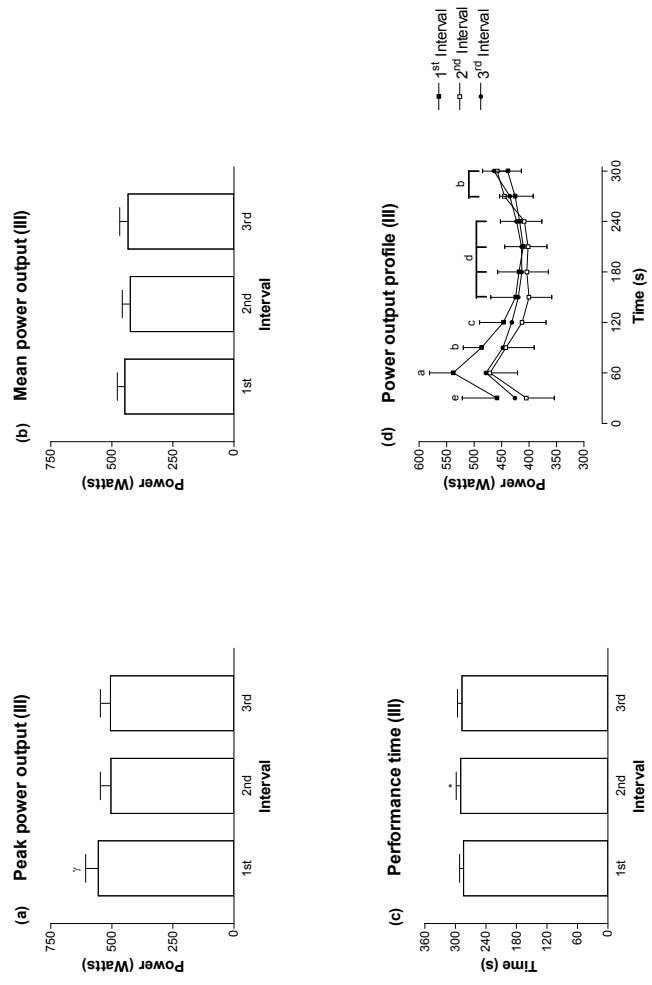 (a) Peak power output (III)
750
500
250
0
Power (Watts)
γ
1st
2nd
3rd
Interval
(b) Mean power output (III)
750
500
250
0
Power (Watts)
1st
2nd
3rd
Interval
(c) Performance time (III)
360
300
240
180
120
60
0
Time (s)
*
1st
2nd
3rd
Interval
(d) Power output profile (III)
600
550
500
450
400
350
300
Power (Watts)
e
a
b
c
d
b
0
60
120
180
240
300
Time (s)
1st Interval
2nd Interval
3rd Interval